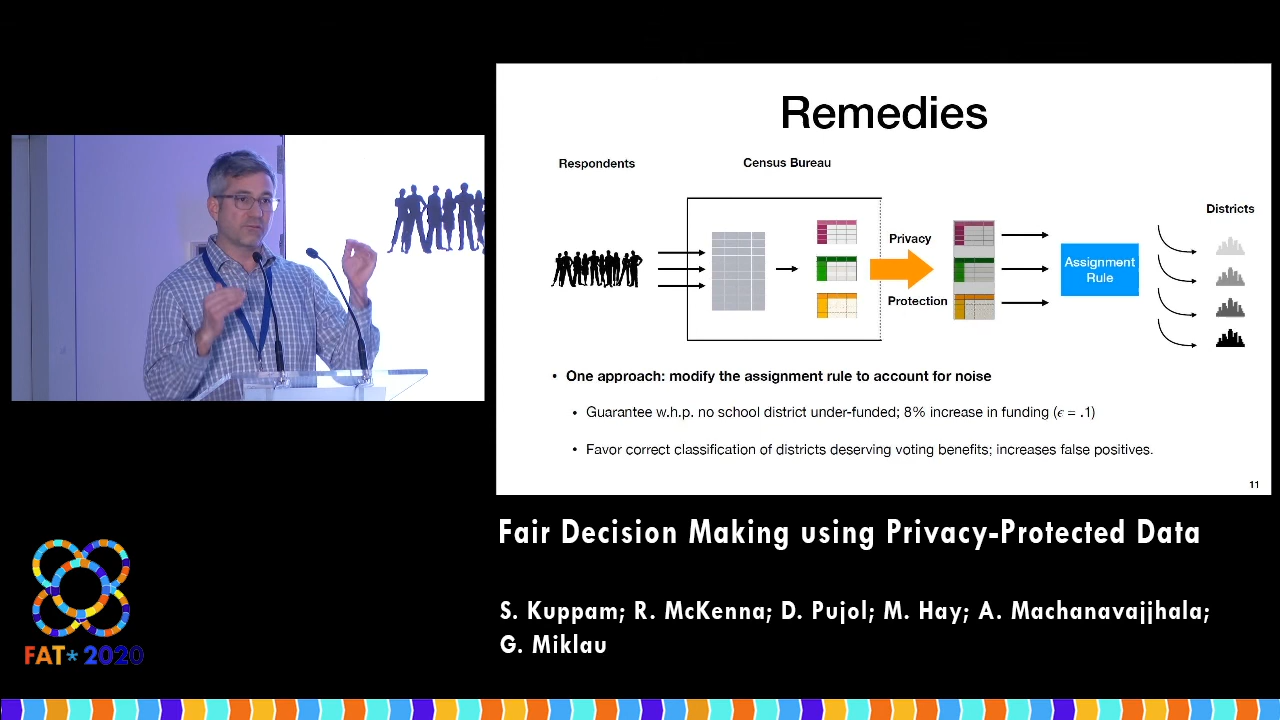 Remedies
Respondents
Census Bureau
Districts
Privacy
Protection
Assignment
Rule
• One approach: modify the assignment rule to account for noise
• Guarantee w.h.p. no school district under-funded; 8% increase in funding (ϵ = .1)
• Favor correct classification of districts deserving voting benefits; increases false positives.
11
Fair Decision Making using Privacy-Protected Data
S. Kuppam; R. McKenna; D. Pujol; M. Hay; A. Machanavajjhala;
G. Miklau
FAT* 2020